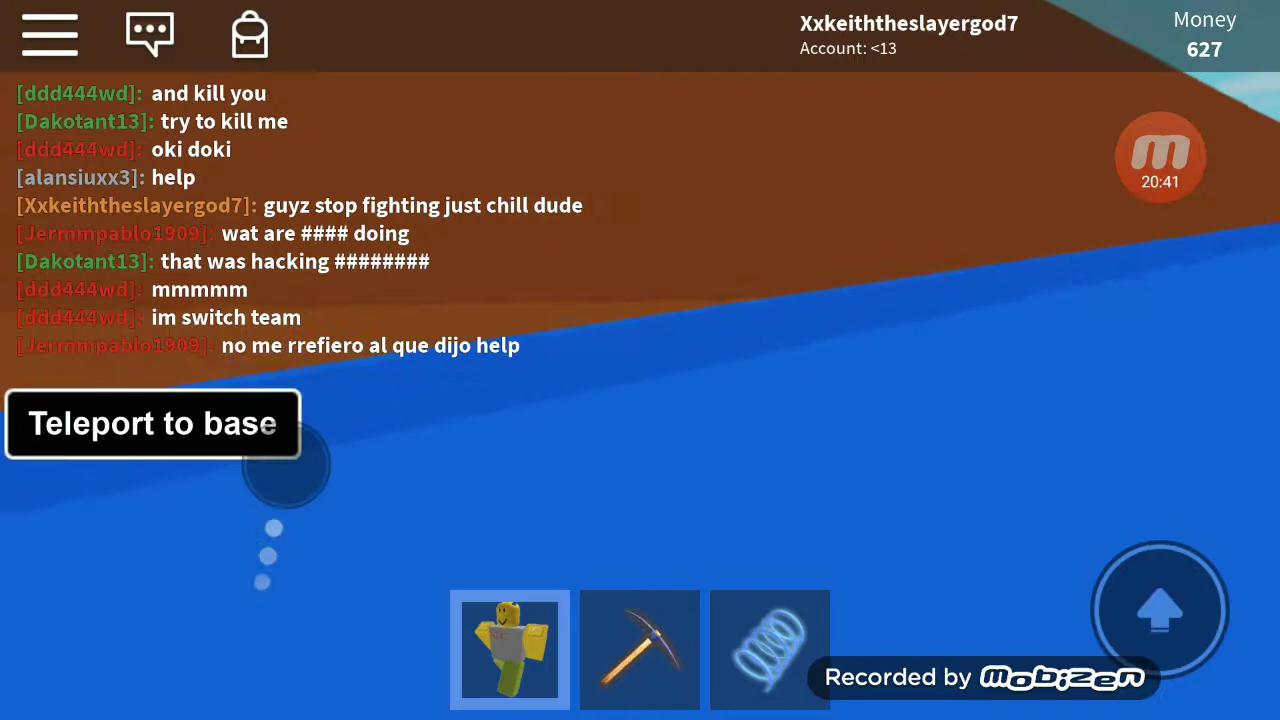 Xxkeiththeslayergod7
Account: <13
Money
627
[ddd444wd]: and kill you
[Dakotant13]: try to kill me
[ddd444wd]: oki doki
[alansiuxx3]: help
[Xxkeiththeslayergod7]: guyz stop fighting just chill dude
[Jermmpablo1909]: wat are #### doing
[Dakotant13]: that was hacking ########
[ddd444wd]: mmmmm
[ddd444wd]: im switch team
[Jermmpablo1909]: no me rrefiero al que dijo help
m
20:41
Teleport to base
Recorded by Mobizen